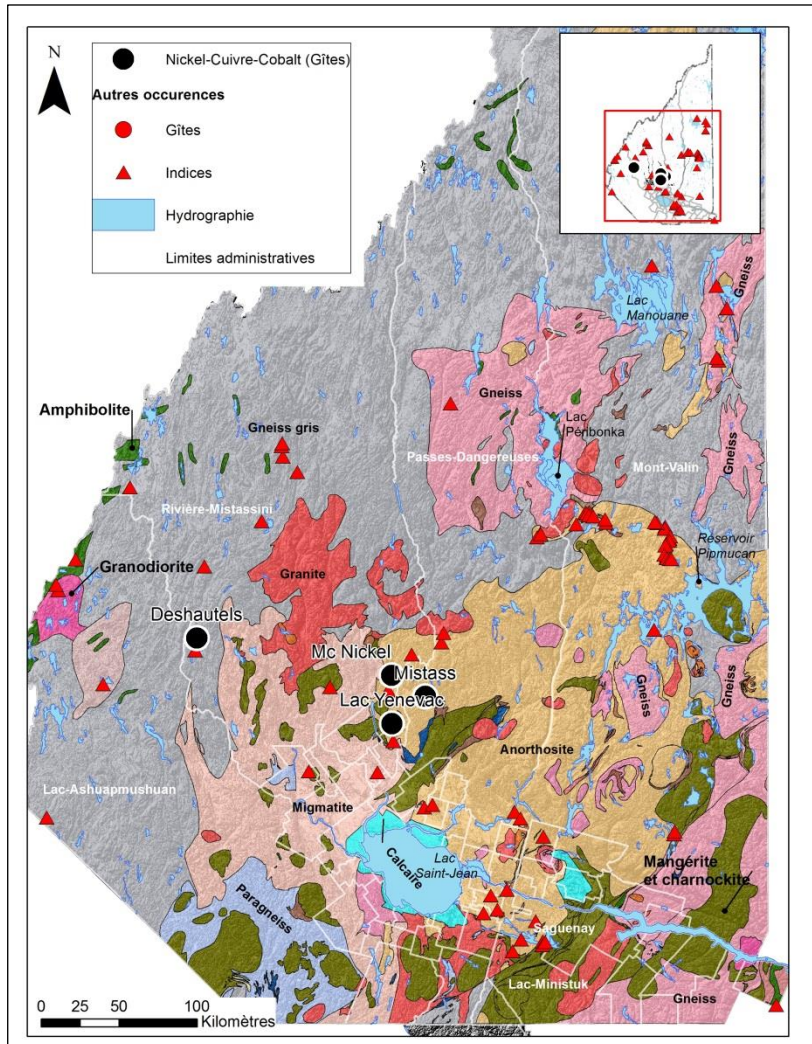 N
Nickel-Cuivre-Cobalt (Gîtes)
Autres occurences
Gîtes
Indices
Hydrographie
Limites administratives
Gneiss
Lac
Manouane
Gneiss
Amphibolite
Gneiss gris
Lac
Péribonka
Passes-Dangereuses
Mont-Valin
Gneiss
Rivière-Mistassini
Réservoir
Pipmucan
Granodiorite
Granite
Deshautels
Mc Nickel
Mistass
Lac Yenevac
Gneiss
Gneiss
Anorthosite
Lac-Ashuapmushuan
Migmatite
Calcaire
Lac
Saint-Jean
Mangérite
et charnockite
Paragneiss
Saguenay
Lac-Ministuk
Gneiss
0 25 50 100
Kilomètres